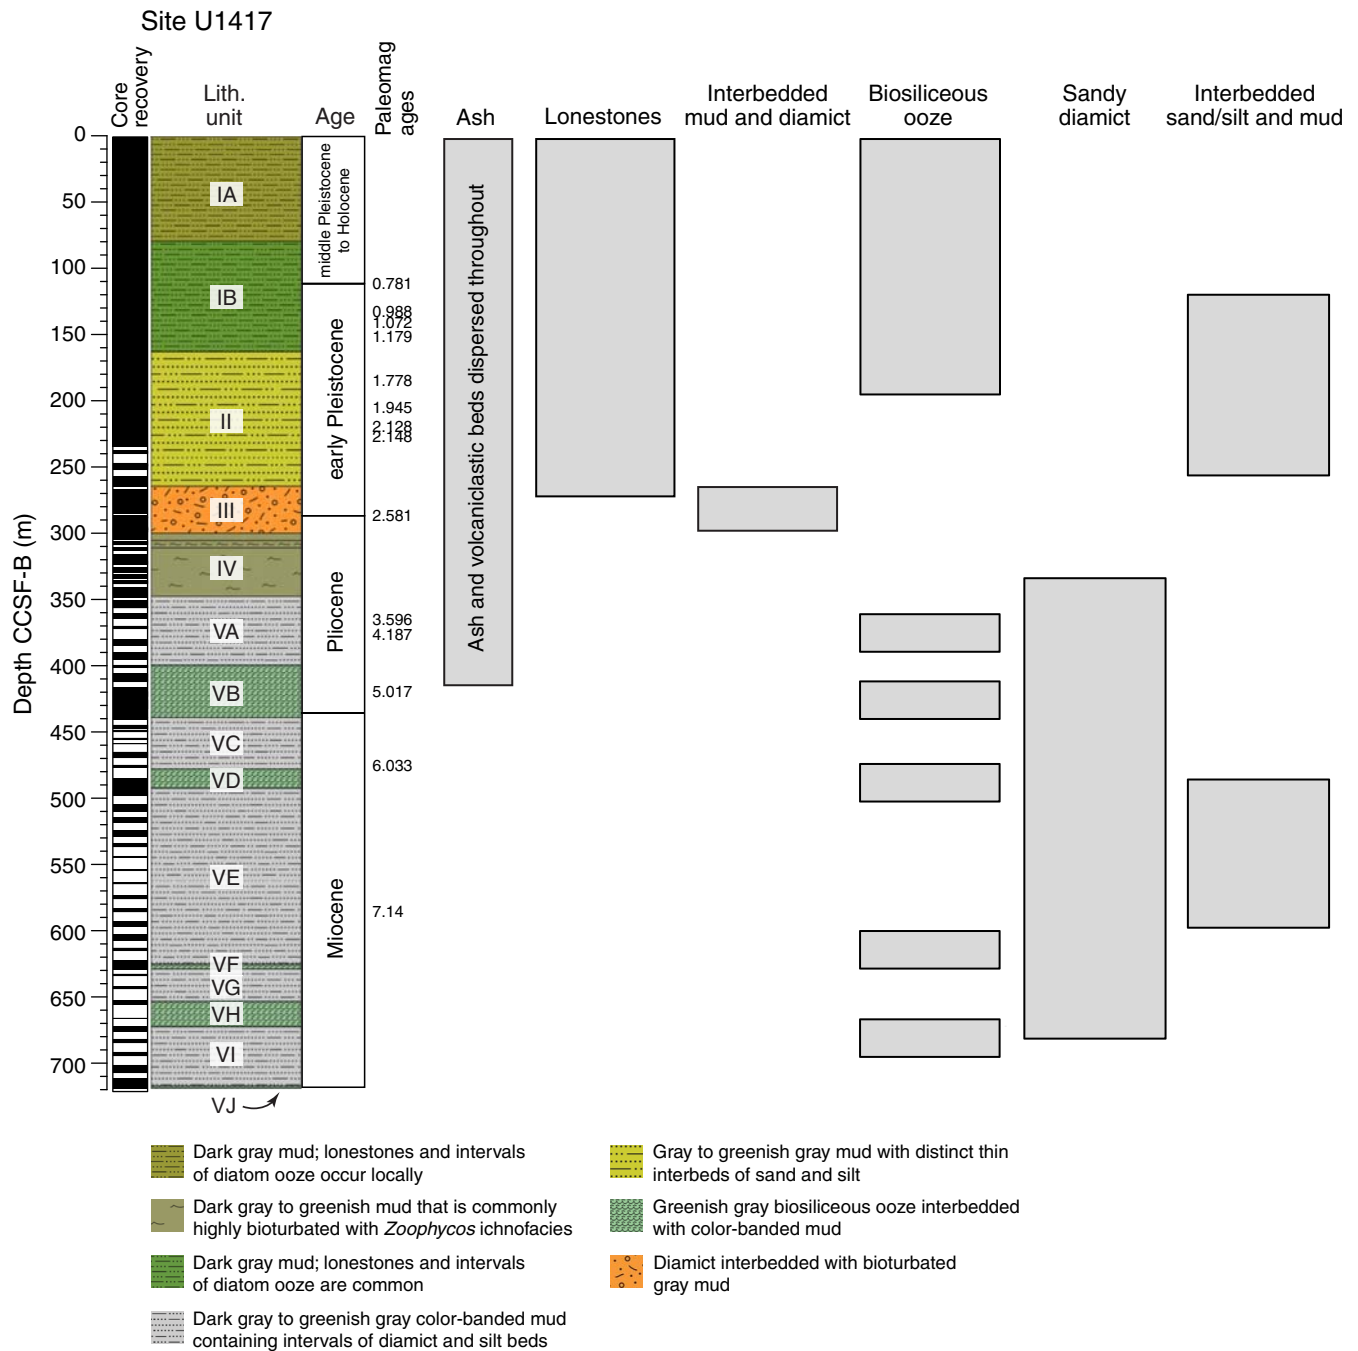 Site U1417
Core
recovery
Lith.
unit
Age
Paleomag
ages
Ash
Lonestones
Interbedded
mud and diamict
Biosiliceous
ooze
Sandy
diamict
Interbedded
sand/silt and mud
Depth CCSF-B (m)
0
50
100
150
200
250
300
350
400
450
500
550
600
650
700
IA
IB
II
III
IV
VA
VB
VC
VD
VE
VF
VG
VH
VI
VJ
middle Pleistocene
to Holocene
early Pleistocene
Pliocene
Miocene
0.781
0.988
1.072
1.179
1.778
1.945
2.128
2.148
2.581
3.596
4.187
5.017
6.033
7.14
Ash and volcaniclastic beds dispersed throughout
Dark gray mud; lonestones and intervals
of diatom ooze occur locally
Dark gray to greenish mud that is commonly
highly bioturbated with Zoophycos ichnofacies
Dark gray mud; lonestones and intervals
of diatom ooze are common
Dark gray to greenish gray color-banded mud
containing intervals of diamict and silt beds
Gray to greenish gray mud with distinct thin
interbeds of sand and silt
Greenish gray biosiliceous ooze interbedded
with color-banded mud
Diamict interbedded with bioturbated
gray mud